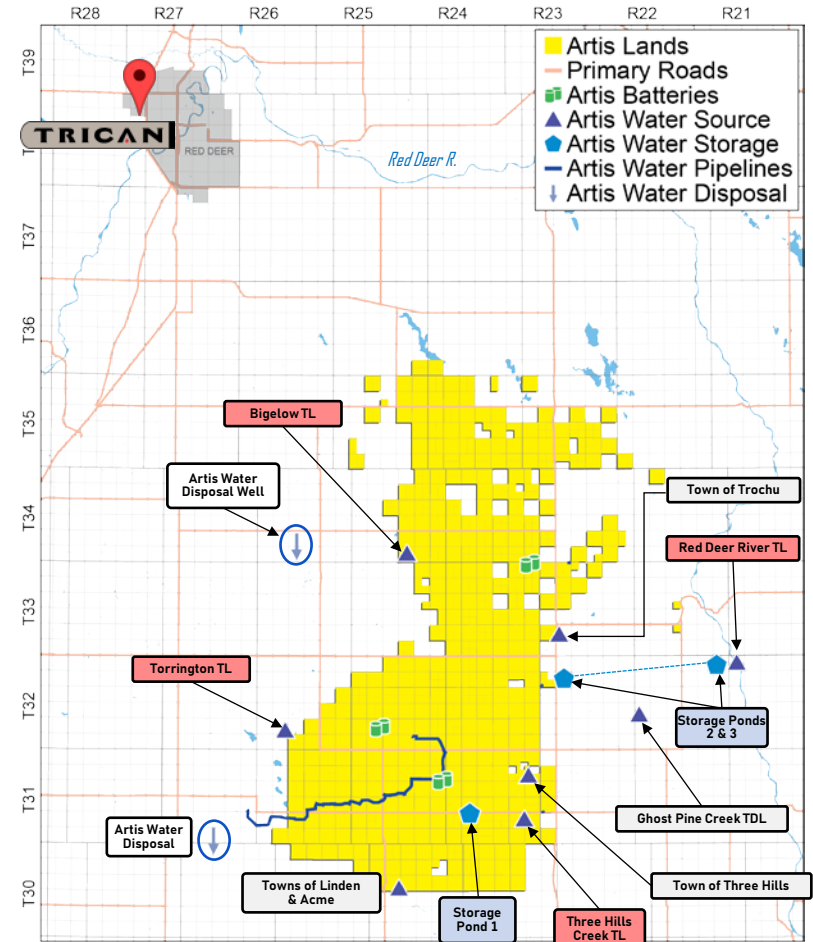 R28 R27 R26 R25 R24 R23 R22 R21
T39
T37
T36
T35
T34
T33
T32
T31
T30
Artis Lands
Primary Roads
Artis Batteries
Artis Water Source
Artis Water Storage
Artis Water Pipelines
Artis Water Disposal
TRICAN
RED DEER
Red Deer R.
Bigelow TL
Artis Water
Disposal Well
Town of Trochu
Red Deer River TL
Torrington TL
Storage Ponds
2 & 3
Ghost Pine Creek TDL
Artis Water
Disposal
Towns of Linden
& Acme
Storage
Pond 1
Three Hills
Creek TL
Town of Three Hills